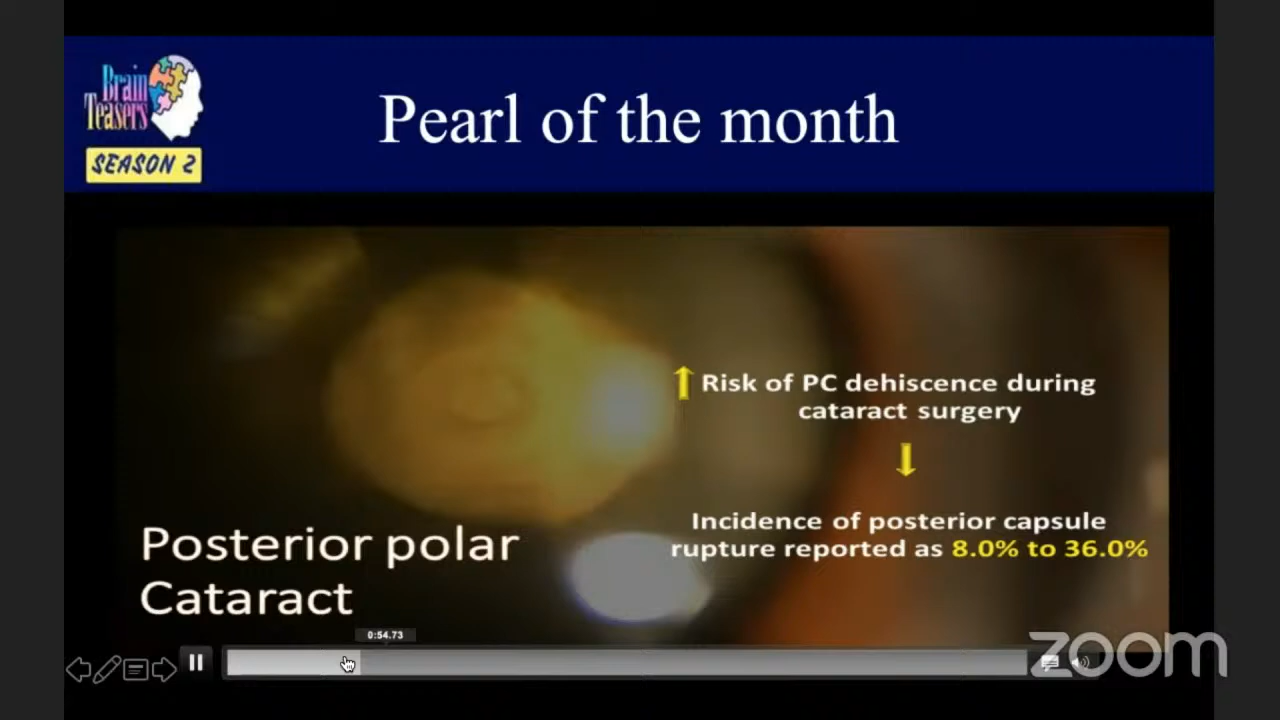 Brain
Teasers
SEASON 2
Pearl of the month
Risk of PC dehiscence during
cataract surgery
Incidence of posterior capsule
rupture reported as 8.0% to 36.0%
Posterior polar
Cataract
0:54.73
zoom